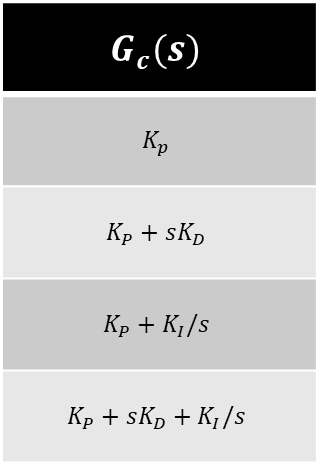 G_c(s)
K_p
K_P + sK_D
K_P + K_I/s
K_P + sK_D + K_I/s